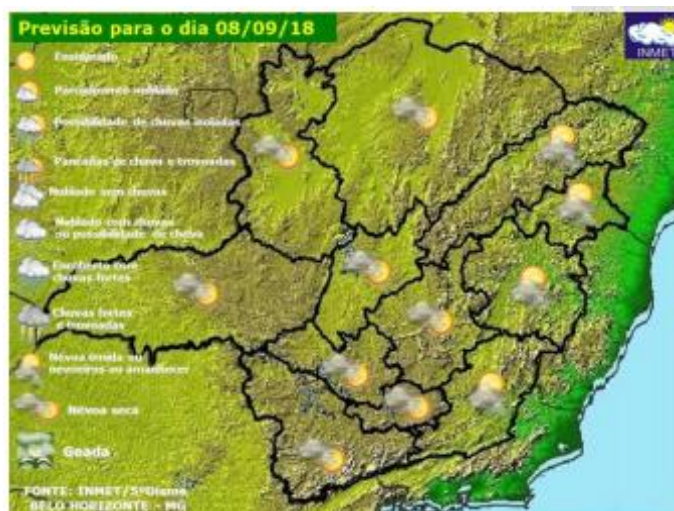 Previsão para o dia 08/09/18
INMET
Ensolarado
Parcialmente nublado
Possibilidade de chuvas isoladas
Pancadas de chuva e trovoadas
Nublado sem chuvas
Nublado com chuvas
ou possibilidade de chuva
Encoberto com
chuvas fortes
Chuvas fortes
e trovoadas
Névoa úmida ou
nevoeiros ao amanhecer
Névoa seca
Geada
FONTE: INMET/5ºDisme
BELO HORIZONTE - MG